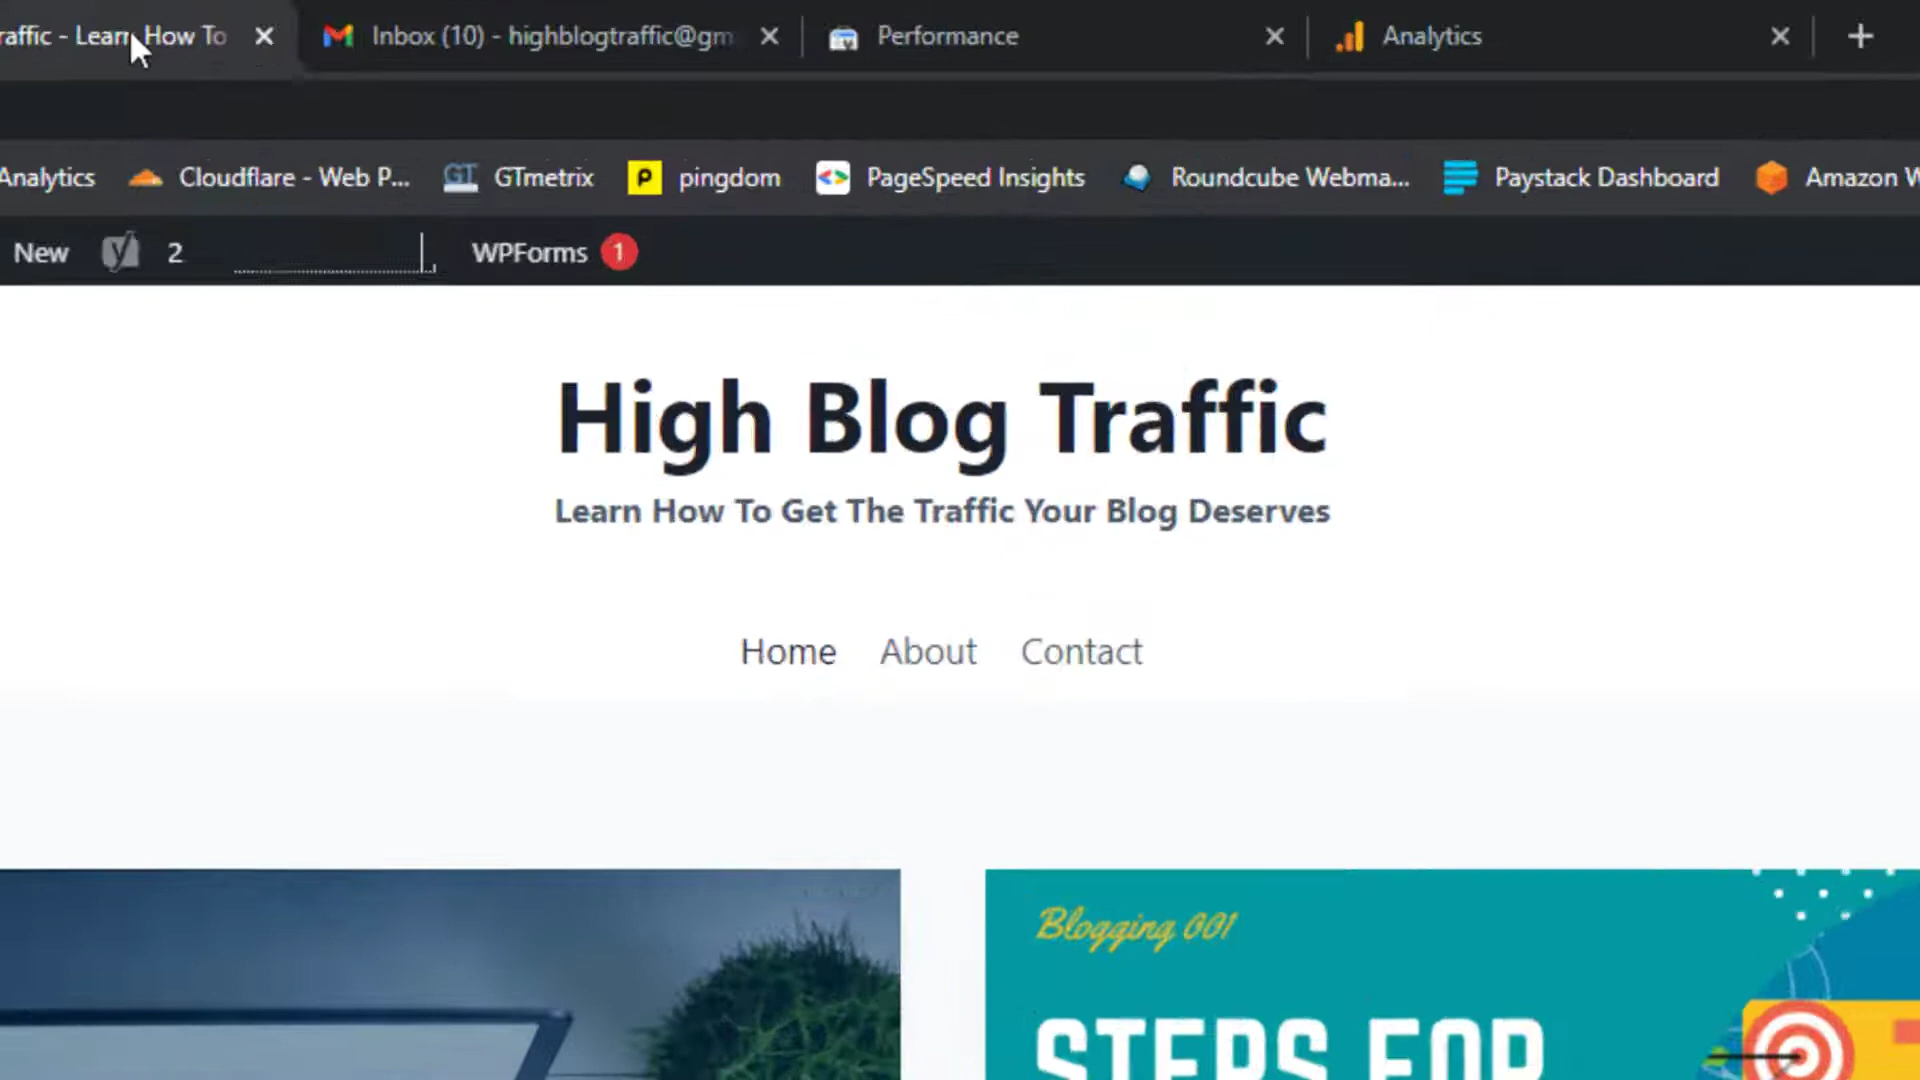 raffic - Learn How To
Inbox (10) - highblogtraffic@gm
Performance
Analytics
Analytics
Cloudflare - Web P...
GT
GTmetrix
pingdom
PageSpeed Insights
Roundcube Webma...
Paystack Dashboard
Amazon W
New
2
WPForms
1
High Blog Traffic
Learn How To Get The Traffic Your Blog Deserves
Home
About
Contact
Blogging 001
STEPS FOR